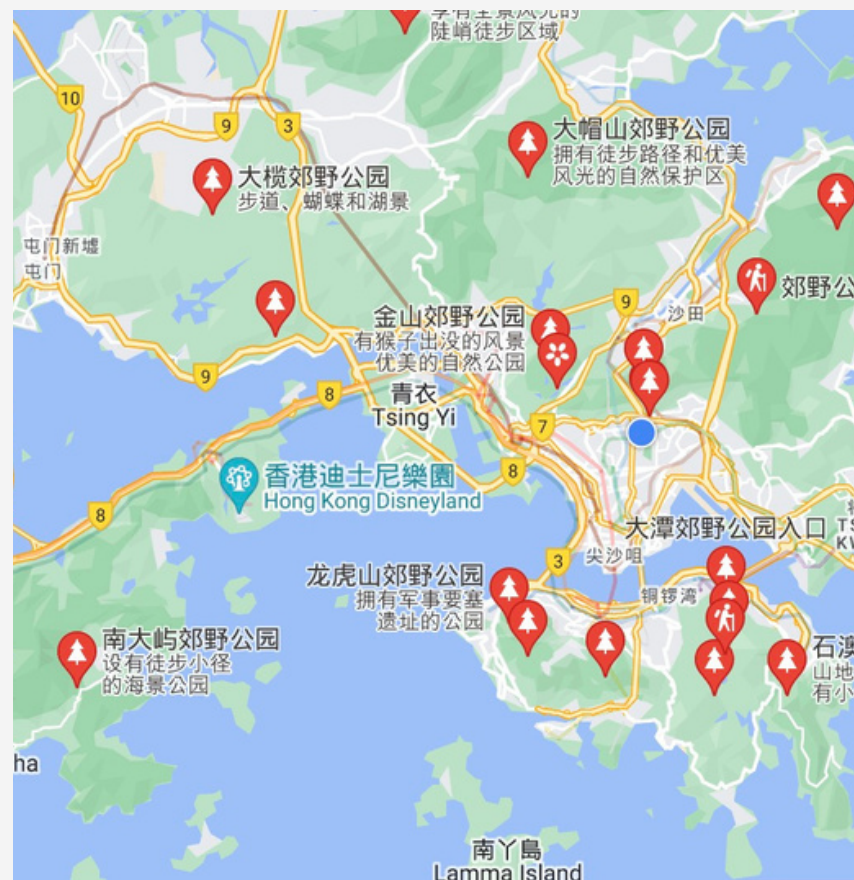 享有全景风光的
陡峭徒步区域
10
9
3
大帽山郊野公园
拥有徒步路径和优美
风光的自然保护区
大榄郊野公园
步道、蝴蝶和湖景
屯门新墟
屯门
郊野公
9
沙田
金山郊野公园
有猴子出没的风景
优美的自然公园
9
8
青衣
Tsing Yi
7
8
香港迪士尼樂園
Hong Kong Disneyland
8
大潭郊野公园入口
TS
KW
尖沙咀
3
龙虎山郊野公园
拥有军事要塞
遗址的公园
铜锣湾
南大屿郊野公园
设有徒步小径
的海景公园
石澳
山地
有小
ha
南丫島
Lamma Island